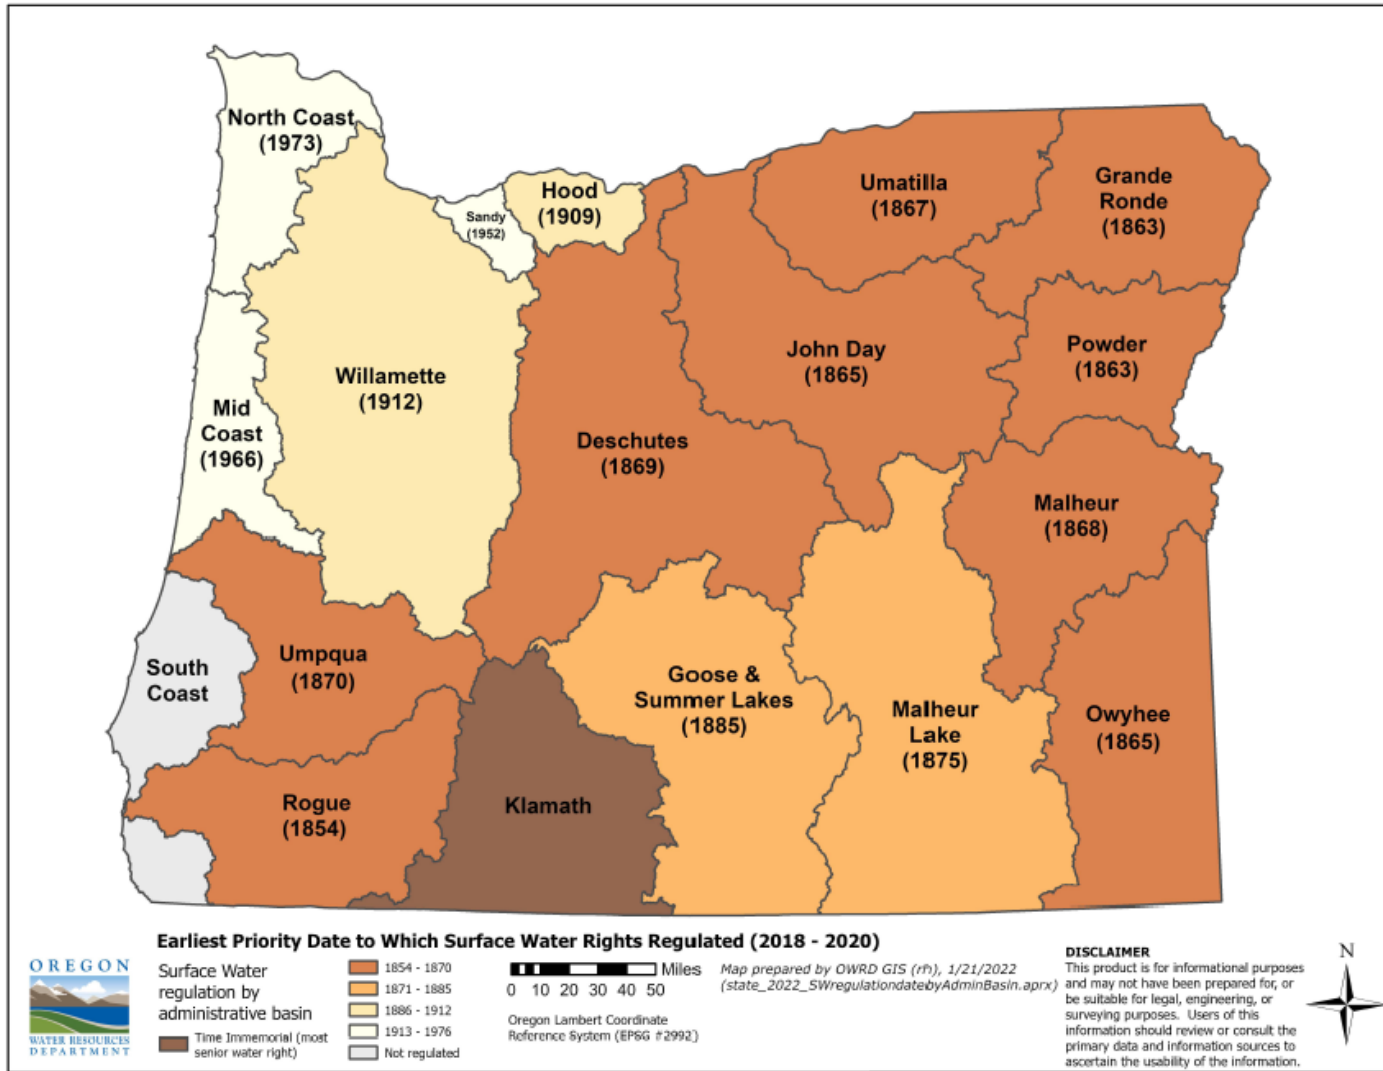 North Coast
(1973)
Hood
(1909)
Sandy
(1952)
Umatilla
(1867)
Grande
Ronde
(1863)
Willamette
(1912)
John Day
(1865)
Powder
(1863)
Mid
Coast
(1966)
Deschutes
(1869)
Malheur
(1868)
South
Coast
Umpqua
(1870)
Goose &
Summer Lakes
(1885)
Malheur
Lake
(1875)
Owyhee
(1865)
Rogue
(1854)
Klamath
Earliest Priority Date to Which Surface Water Rights Regulated (2018 - 2020)
OREGON
WATER RESOURCES
DEPARTMENT
Surface Water
regulation by
administrative basin
Time Immemorial (most
senior water right)
1854 - 1870
1871 - 1885
1886 - 1912
1913 - 1976
Not regulated
Miles
0 10 20 30 40 50
Oregon Lambert Coordinate
Reference System (EPSG #2992)
Map prepared by OWRD GIS (rh), 1/21/2022
(state_2022_SWregulationdatebyAdminBasin.aprx)
DISCLAIMER
This product is for informational purposes
and may not have been prepared for, or
be suitable for legal, engineering, or
surveying purposes. Users of this
information should review or consult the
primary data and information sources to
ascertain the usability of the information.
N